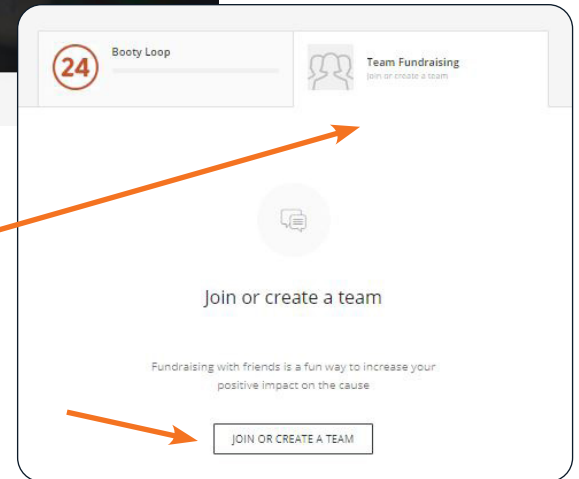 24
Booty Loop
Team Fundraising
Join or create a team
Join or create a team
Fundraising with friends is a fun way to increase your
positive impact on the cause
JOIN OR CREATE A TEAM